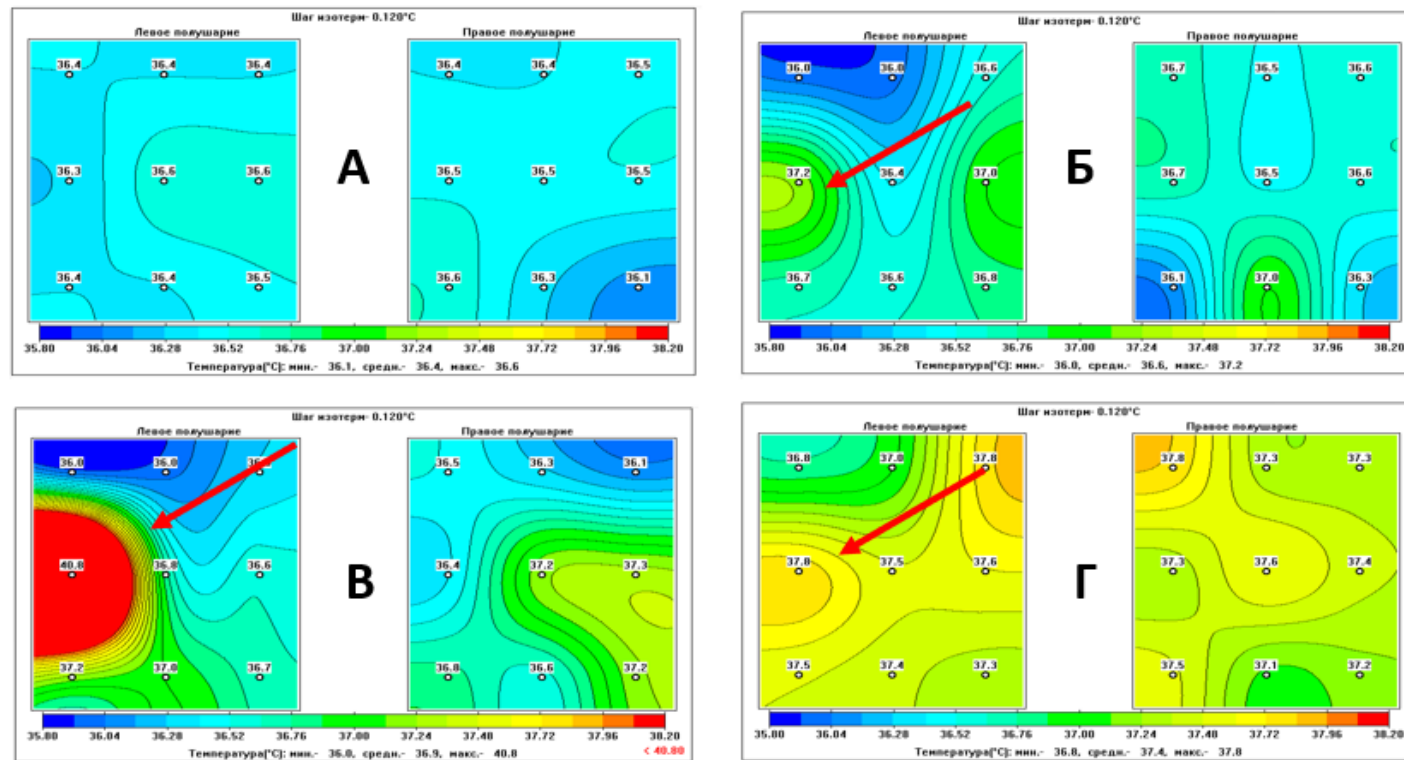 Шаг изотерм- 0.120°C
Левое полушарие Правое полушарие
36.4 36.4 36.4 36.4 36.4 36.5
А
36.3 36.6 36.6 36.5 36.5 36.5
36.4 36.4 36.5 36.6 36.3 36.1
35.80 36.04 36.28 36.52 36.76 37.00 37.24 37.48 37.72 37.96 38.20
Температура(°C): мин.- 36.1, средн.- 36.4, макс.- 36.6
Шаг изотерм- 0.120°C
Левое полушарие Правое полушарие
36.0 36.0 36.6 36.7 36.5 36.6
Б
37.2 36.4 37.0 36.7 36.5 36.6
36.7 36.6 36.8 36.1 37.0 36.3
35.80 36.04 36.28 36.52 36.76 37.00 37.24 37.48 37.72 37.96 38.20
Температура(°C): мин.- 36.0, средн.- 36.6, макс.- 37.2
Шаг изотерм- 0.120°C
Левое полушарие Правое полушарие
36.0 36.0 36.5 36.3 36.1
В
40.8 36.8 36.6 36.4 37.2 37.3
37.2 37.0 36.7 36.8 36.6 37.2
35.80 36.04 36.28 36.52 36.76 37.00 37.24 37.48 37.72 37.96 38.20
Температура(°C): мин.- 36.0, средн.- 36.9, макс.- 40.8
< 40.80
Шаг изотерм- 0.120°C
Левое полушарие Правое полушарие
36.8 37.0 37.8 37.8 37.3 37.3
Г
37.8 37.5 37.6 37.3 37.6 37.4
37.5 37.4 37.3 37.5 37.1 37.2
35.80 36.04 36.28 36.52 36.76 37.00 37.24 37.48 37.72 37.96 38.20
Температура(°C): мин.- 36.8, средн.- 37.4, макс.- 37.8